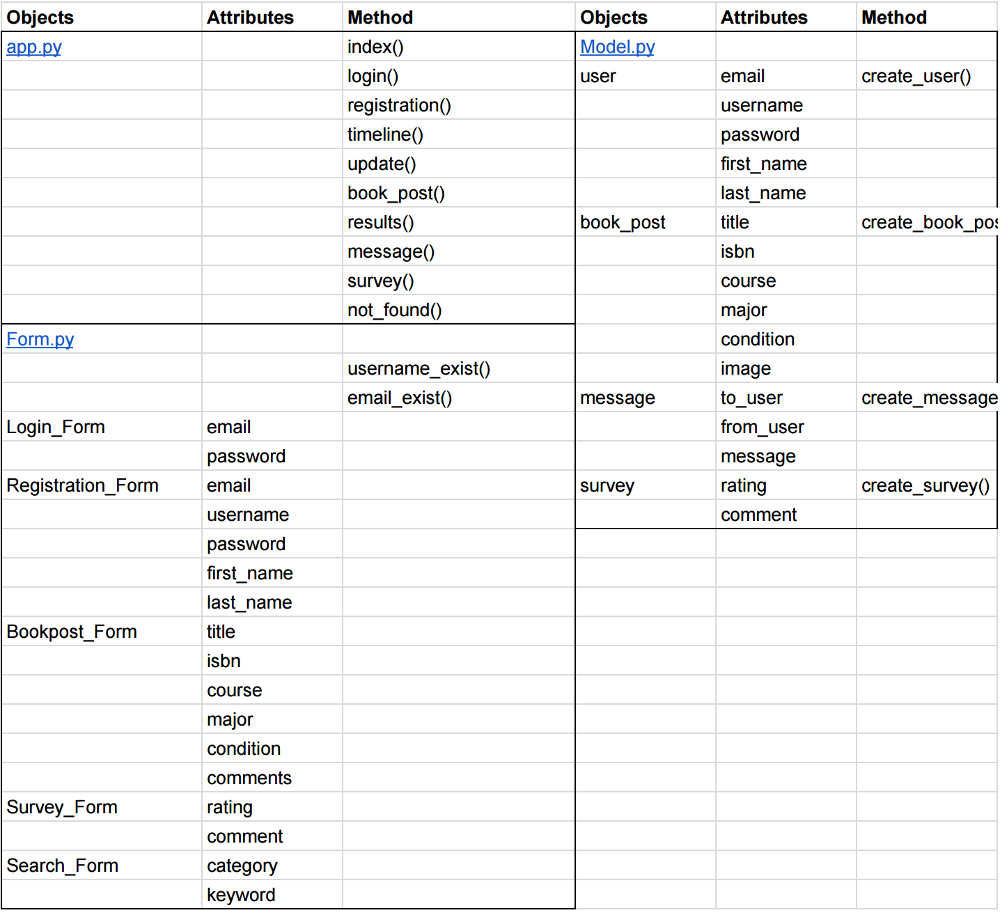 Objects Attributes Method Objects Attributes Method
app.py index() Model.py
login() user email create_user()
registration() username
timeline() password
update() first_name
book_post() last_name
results() book_post title create_book_pos
message() isbn
survey() course
not_found() major
Form.py condition
username_exist() image
email_exist() message to_user create_message
Login_Form email from_user
password message
Registration_Form email survey rating create_survey()
username comment
password
first_name
last_name
Bookpost_Form title
isbn
course
major
condition
comments
Survey_Form rating
comment
Search_Form category
keyword